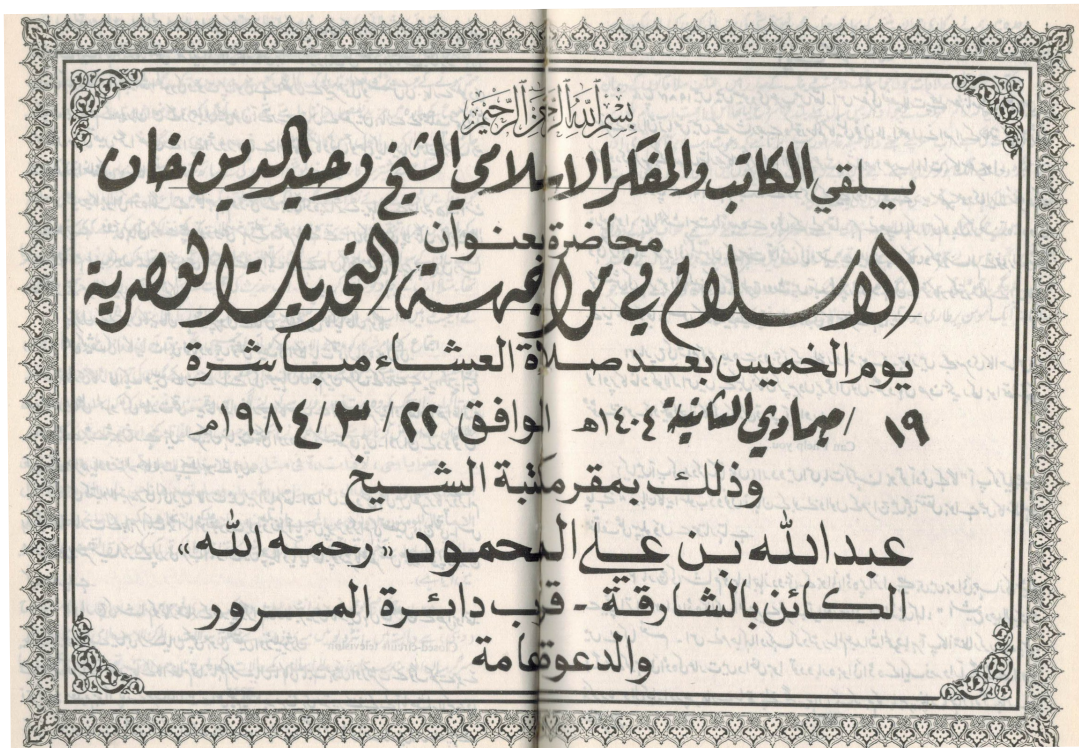 بسم الله الرحمن الرحيم
يلقي الكاتب والمفكر الاسلامي الشيخ وحيد الدين خان
محاضرة بعنوان
الاسلام في مواجهة التحديات العصرية
يوم الخميس بعد صلاة العشاء مباشرة
١٩ /جمادي الثانية ١٤٠٤هـ الموافق ٢٢/ ٣/ ١٩٨٤م
وذلك بمقر مكتبة الشيخ
عبدالله بن علي المحمود «رحمه الله»
الكائن بالشارقة - قرب دائرة المرور
والدعوة عامة